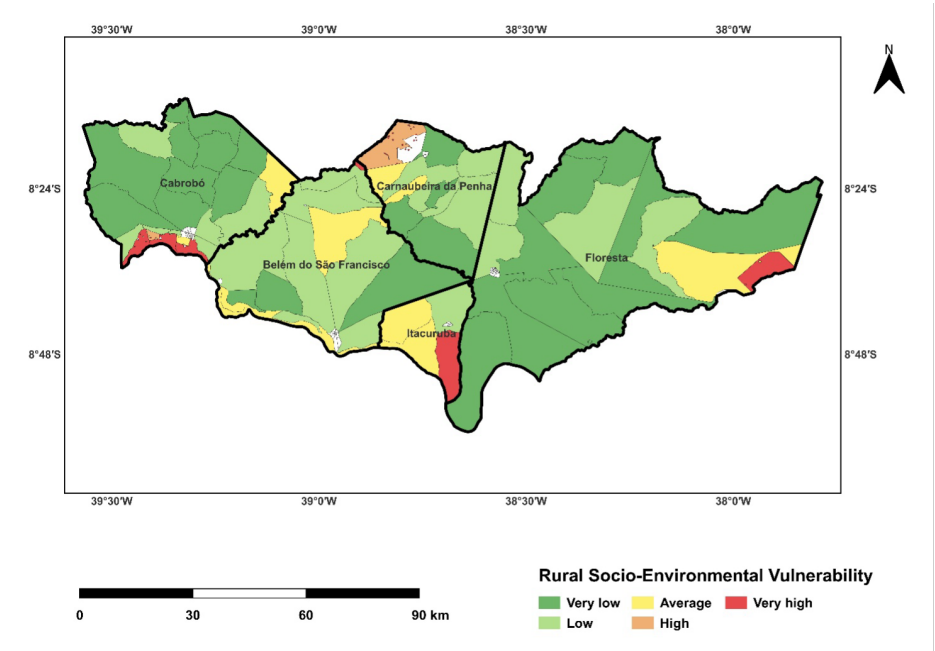 39°30'W 39°0'W 38°30'W 38°0'W
N
8°24'S 8°24'S
Cabrobó
Carnaubeira da Penha
Floresta
Belém do São Francisco
Itacuruba
8°48'S 8°48'S
39°30'W 39°0'W 38°30'W 38°0'W
Rural Socio-Environmental Vulnerability
Very low Average Very high
Low High
0 30 60 90 km